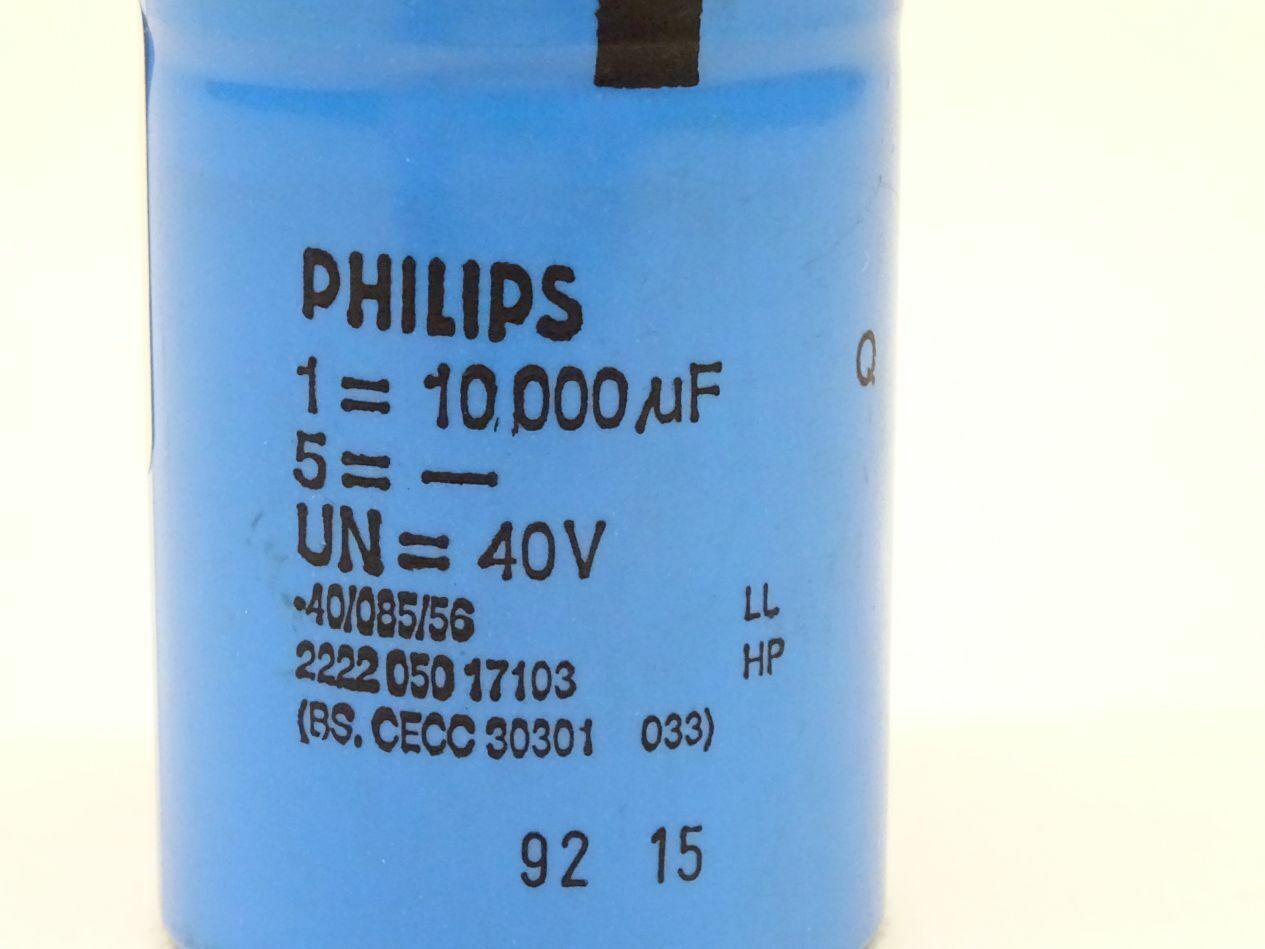 PHILIPS
1 = 10,000 µF
Q
5 = —
UN = 40V
-40/085/56
LL
2222 050 17103
HP
(BS. CECC 30301 033)
92 15